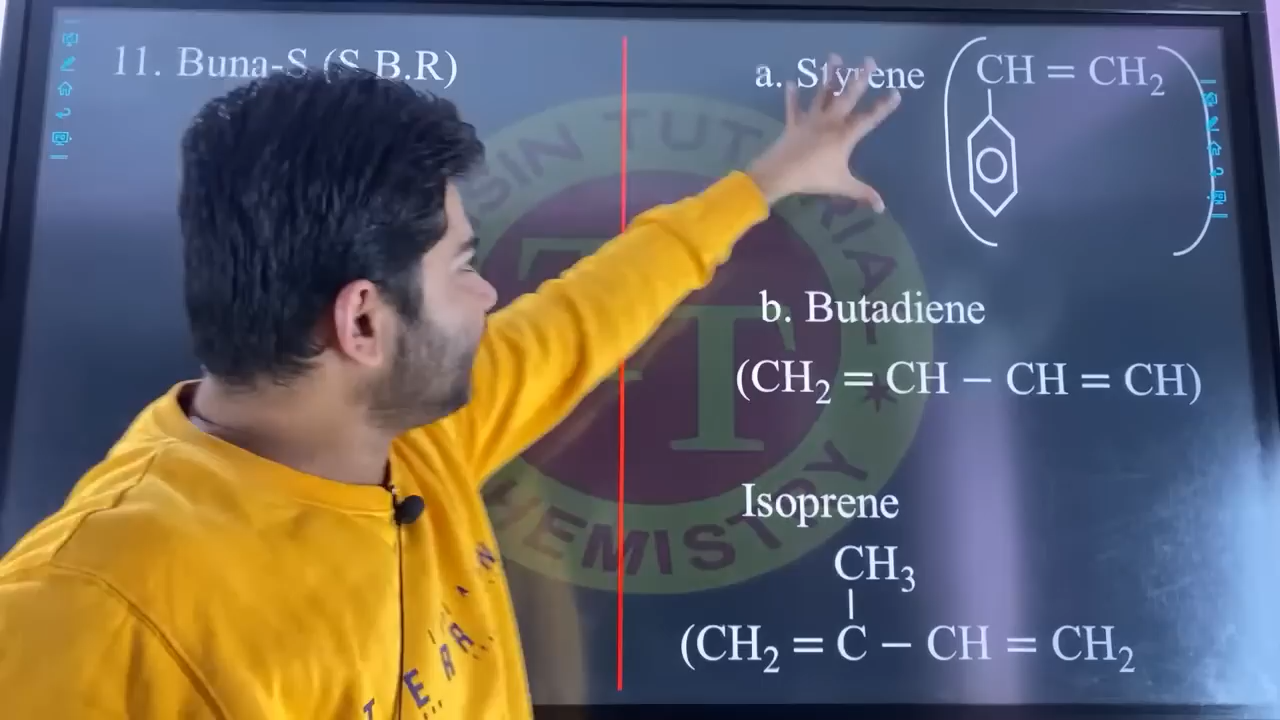 11. Buna-S (S.B.R)
a. Styrene
CH = CH₂
b. Butadiene
(CH₂ = CH – CH = CH)
Isoprene
CH₃
(CH₂ = C – CH = CH₂